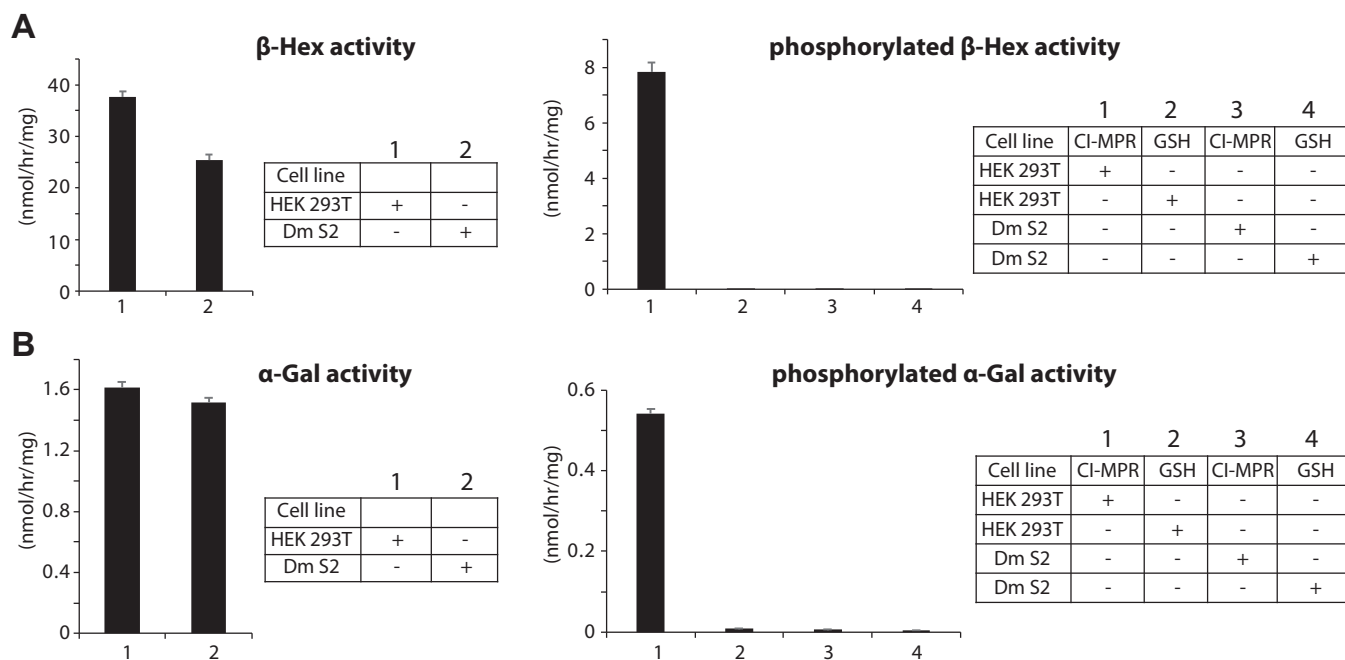 A
β-Hex activity
(nmol/hr/mg)
40
30
20
10
0
1 2
1 2
Cell line
HEK 293T + -
Dm S2 - +
phosphorylated β-Hex activity
(nmol/hr/mg)
8
6
4
2
0
1 2 3 4
1 2 3 4
Cell line CI-MPR GSH CI-MPR GSH
HEK 293T + - - -
HEK 293T - + - -
Dm S2 - - + -
Dm S2 - - - +
B
α-Gal activity
(nmol/hr/mg)
1.6
1.2
0.8
0.4
0
1 2
1 2
Cell line
HEK 293T + -
Dm S2 - +
phosphorylated α-Gal activity
(nmol/hr/mg)
0.6
0.4
0.2
0
1 2 3 4
1 2 3 4
Cell line CI-MPR GSH CI-MPR GSH
HEK 293T + - - -
HEK 293T - + - -
Dm S2 - - + -
Dm S2 - - - +